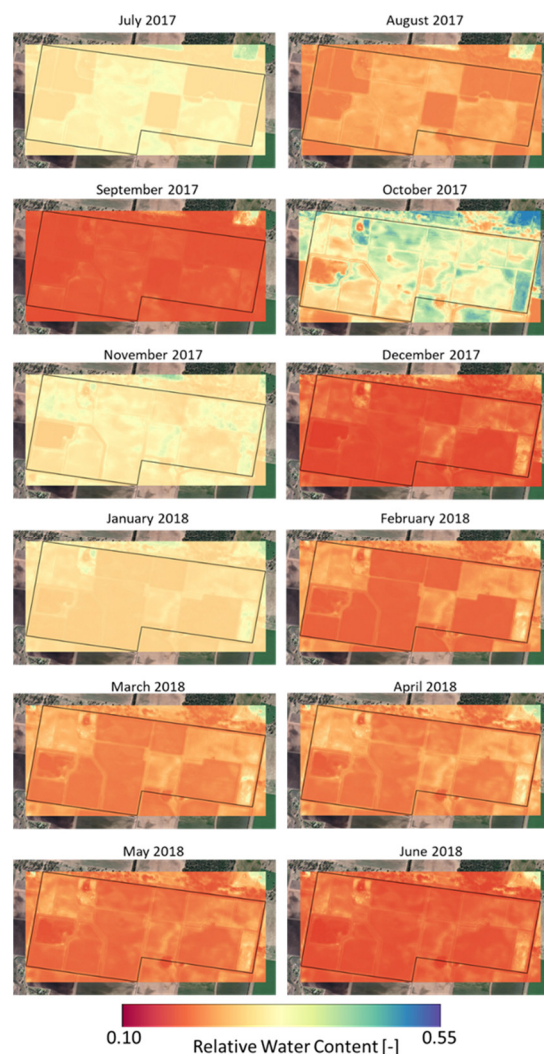 July 2017
August 2017
September 2017
October 2017
November 2017
December 2017
January 2018
February 2018
March 2018
April 2018
May 2018
June 2018
0.10
Relative Water Content [-]
0.55